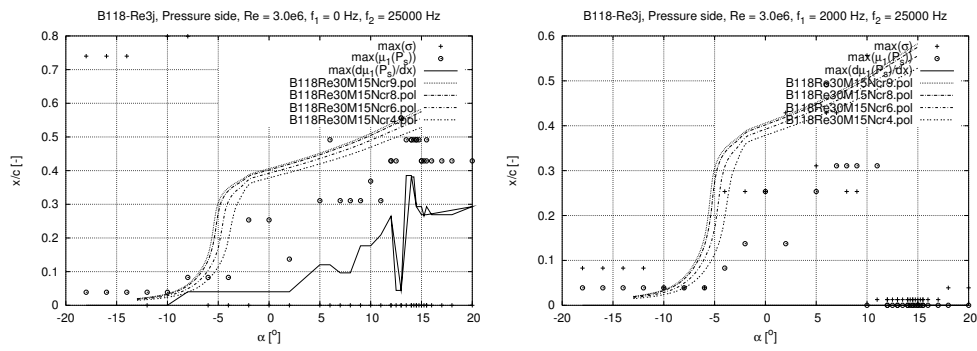 B118-Re3j, Pressure side, Re = 3.0e6, f₁ = 0 Hz, f₂ = 25000 Hz
max(σ)
max(μ₁(Pₛ))
max(dμ₁(Pₛ)/dx)
B118Re30M15Ncr9.pol
B118Re30M15Ncr8.pol
B118Re30M15Ncr6.pol
B118Re30M15Ncr4.pol
0.8
0.7
0.6
0.5
0.4
0.3
0.2
0.1
0
x/c [-]
-20 -15 -10 -5 0 5 10 15 20
α [°]
B118-Re3j, Pressure side, Re = 3.0e6, f₁ = 2000 Hz, f₂ = 25000 Hz
max(σ)
max(μ₁(Pₛ))
max(dμ₁(Pₛ)/dx)
B118Re30M15Ncr9.pol
B118Re30M15Ncr8.pol
B118Re30M15Ncr6.pol
B118Re30M15Ncr4.pol
0.6
0.5
0.4
0.3
0.2
0.1
0
x/c [-]
-20 -15 -10 -5 0 5 10 15 20
α [°]